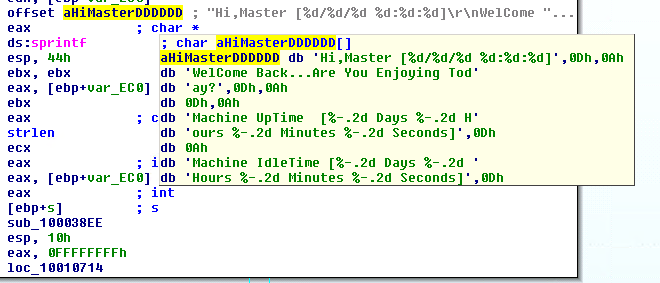 offset aHiMasterDDDDDD ; "Hi,Master [%d/%d/%d %d:%d:%d]\r\nWelCome "...
eax ; char *
ds:sprintf
; char aHiMasterDDDDDD[]
esp, 44h
aHiMasterDDDDDD db 'Hi,Master [%d/%d/%d %d:%d:%d]',0Dh,0Ah
ebx, ebx
db 'WelCome Back...Are You Enjoying Tod'
eax, [ebp+var_EC0]
db 'ay?',0Dh,0Ah
ebx
db 0Dh,0Ah
eax ; c
db 'Machine UpTime  [%-.2d Days %-.2d H'
strlen
db 'ours %-.2d Minutes %-.2d Seconds]',0Dh
ecx
db 0Ah
eax ; i
db 'Machine IdleTime [%-.2d Days %-.2d '
eax, [ebp+var_EC0]
db 'Hours %-.2d Minutes %-.2d Seconds]',0Dh
eax ; int
[ebp+s] ; s
sub_100038EE
esp, 10h
eax, 0FFFFFFFFh
loc_10010714